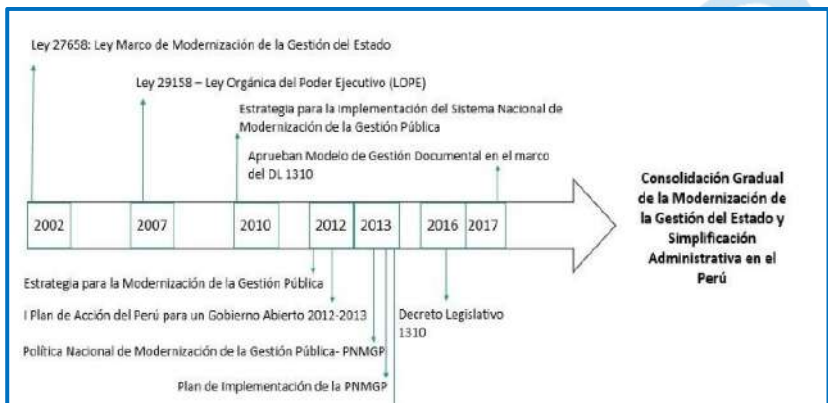 Ley 27658: Ley Marco de Modernización de la Gestión del Estado
Ley 29158 – Ley Orgánica del Poder Ejecutivo (LOPE)
Estrategia para la Implementación del Sistema Nacional de
Modernización de la Gestión Pública
Aprueban Modelo de Gestión Documental en el marco
del DL 1310
2002
2007
2010
2012
2013
2016
2017
Consolidación Gradual
de la Modernización de
la Gestión del Estado y
Simplificación
Administrativa en el
Perú
Estrategia para la Modernización de la Gestión Pública
I Plan de Acción del Perú para un Gobierno Abierto 2012-2013
Decreto Legislativo
1310
Política Nacional de Modernización de la Gestión Pública- PNMGP
Plan de Implementación de la PNMGP